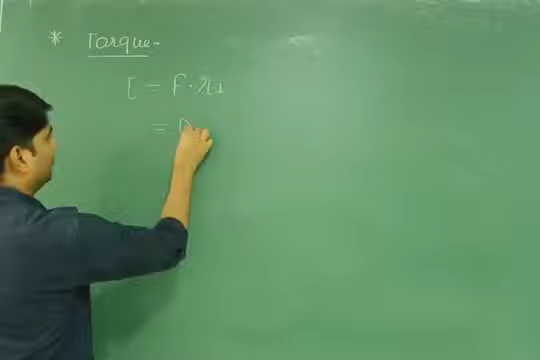 * Torque-
τ = F·r⊥
=